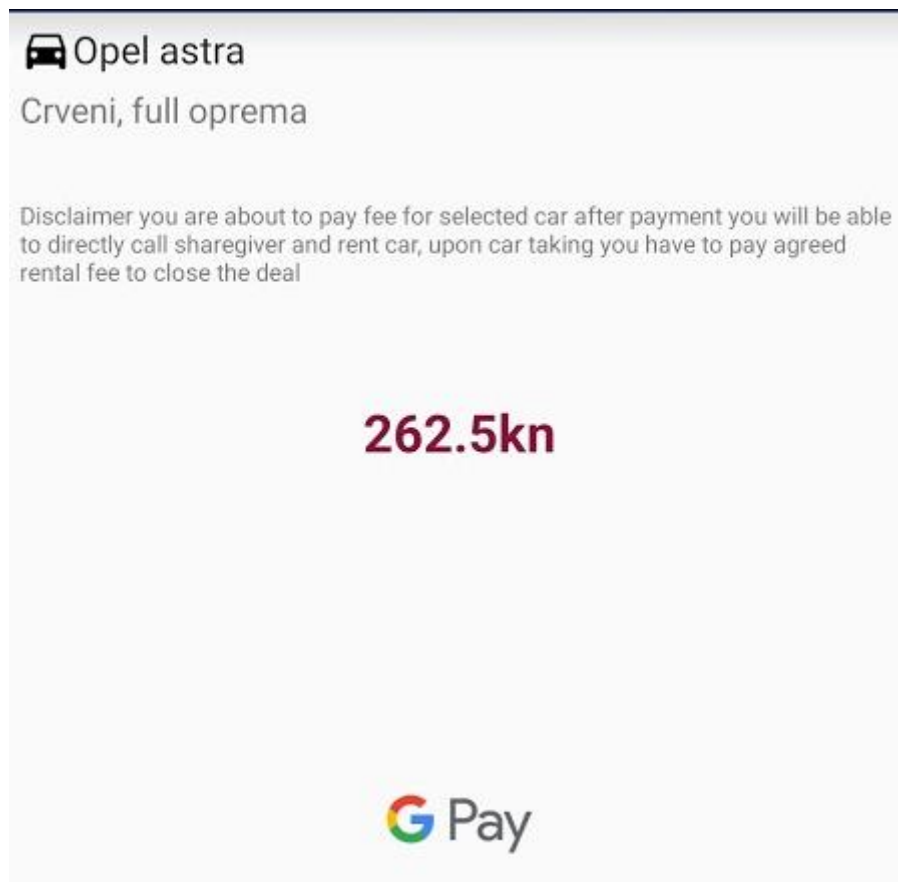 Opel astra
Crveni, full oprema
Disclaimer you are about to pay fee for selected car after payment you will be able
to directly call sharegiver and rent car, upon car taking you have to pay agreed
rental fee to close the deal
262.5kn
G Pay